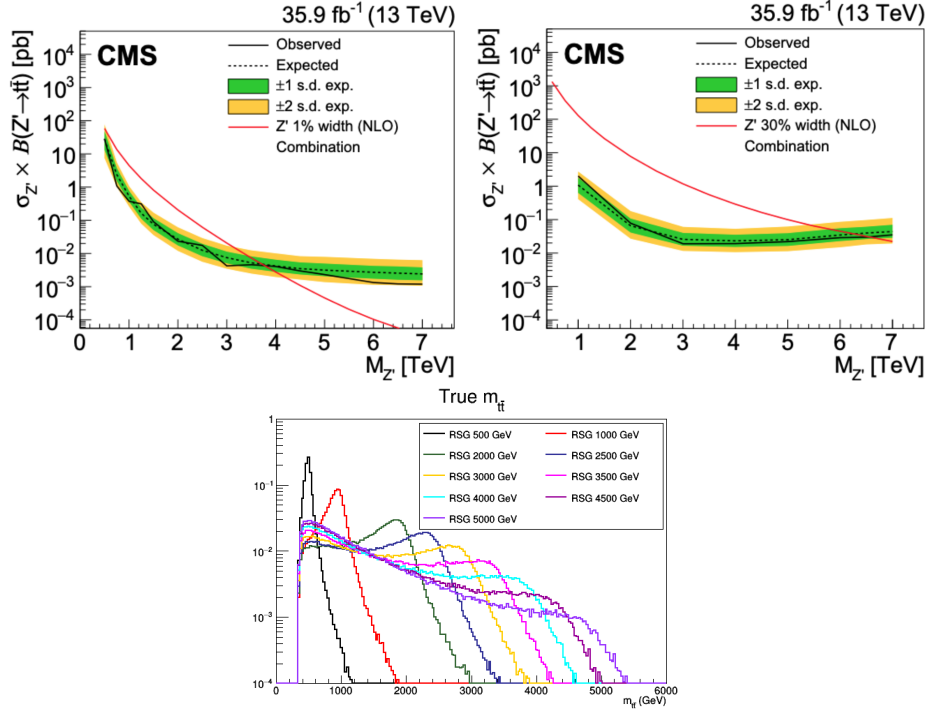 35.9 fb⁻¹ (13 TeV)
CMS
Observed
Expected
±1 s.d. exp.
±2 s.d. exp.
Z' 1% width (NLO)
Combination
σ_Z' × B(Z'→tt̄) [pb]
10⁴
10³
10²
10
1
10⁻¹
10⁻²
10⁻³
10⁻⁴
0 1 2 3 4 5 6 7
M_Z' [TeV]
35.9 fb⁻¹ (13 TeV)
CMS
Observed
Expected
±1 s.d. exp.
±2 s.d. exp.
Z' 30% width (NLO)
Combination
σ_Z' × B(Z'→tt̄) [pb]
10⁴
10³
10²
10
1
10⁻¹
10⁻²
10⁻³
10⁻⁴
1 2 3 4 5 6 7
M_Z' [TeV]
True m_tt̄
RSG 500 GeV RSG 1000 GeV
RSG 2000 GeV RSG 2500 GeV
RSG 3000 GeV RSG 3500 GeV
RSG 4000 GeV RSG 4500 GeV
RSG 5000 GeV
1
10⁻¹
10⁻²
10⁻³
10⁻⁴
0 1000 2000 3000 4000 5000 6000
m_tt̄ (GeV)